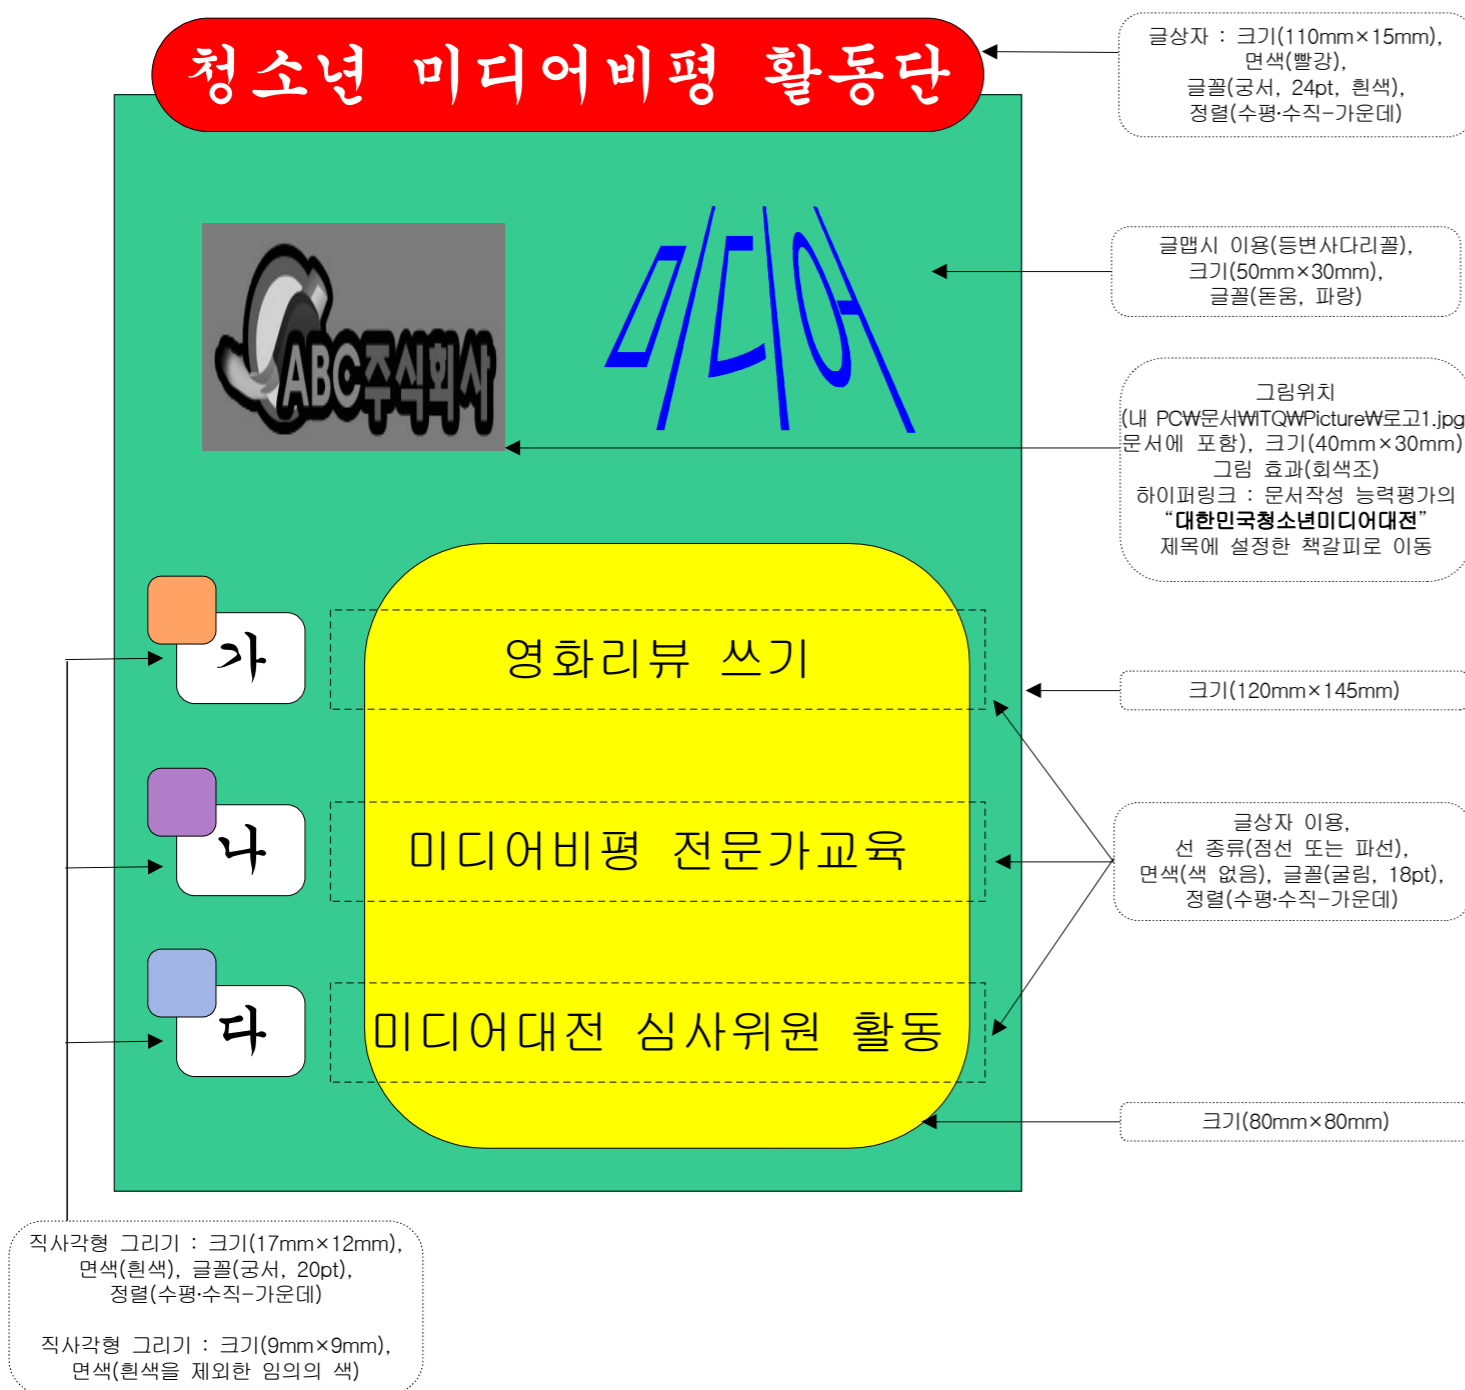 청소년 미디어비평 활동단
글상자 : 크기(110mm×15mm),
면색(빨강),
글꼴(궁서, 24pt, 흰색),
정렬(수평·수직-가운데)
미디어
글맵시 이용(등변사다리꼴),
크기(50mm×30mm),
글꼴(돋움, 파랑)
ABC주식회사
그림위치
(내 PC₩문서₩ITQ₩Picture₩로고1.jpg
문서에 포함), 크기(40mm×30mm)
그림 효과(회색조)
하이퍼링크 : 문서작성 능력평가의
“대한민국청소년미디어대전”
제목에 설정한 책갈피로 이동
가
영화리뷰 쓰기
크기(120mm×145mm)
나
미디어비평 전문가교육
글상자 이용,
선 종류(점선 또는 파선),
면색(색 없음), 글꼴(굴림, 18pt),
정렬(수평·수직-가운데)
다
미디어대전 심사위원 활동
크기(80mm×80mm)
직사각형 그리기 : 크기(17mm×12mm),
면색(흰색), 글꼴(궁서, 20pt),
정렬(수평·수직-가운데)
직사각형 그리기 : 크기(9mm×9mm),
면색(흰색을 제외한 임의의 색)